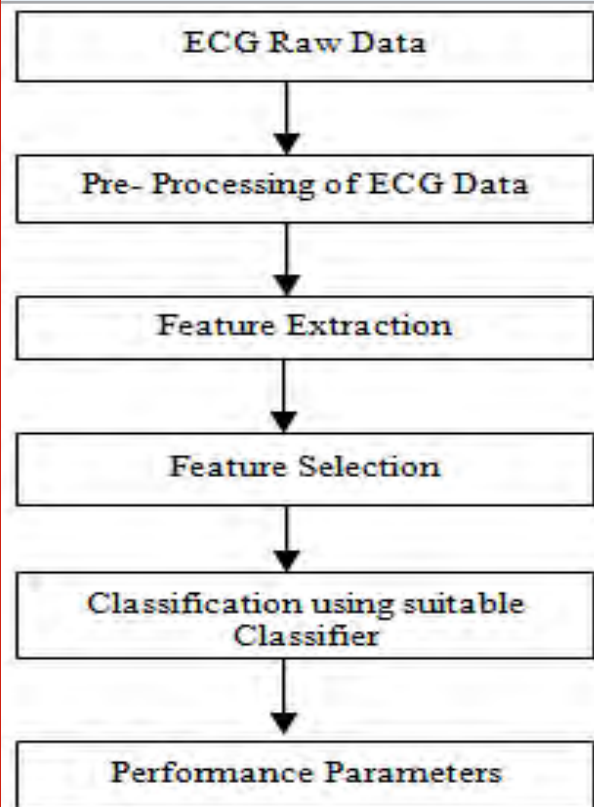 ECG Raw Data
Pre- Processing of ECG Data
Feature Extraction
Feature Selection
Classification using suitable
Classifier
Performance Parameters